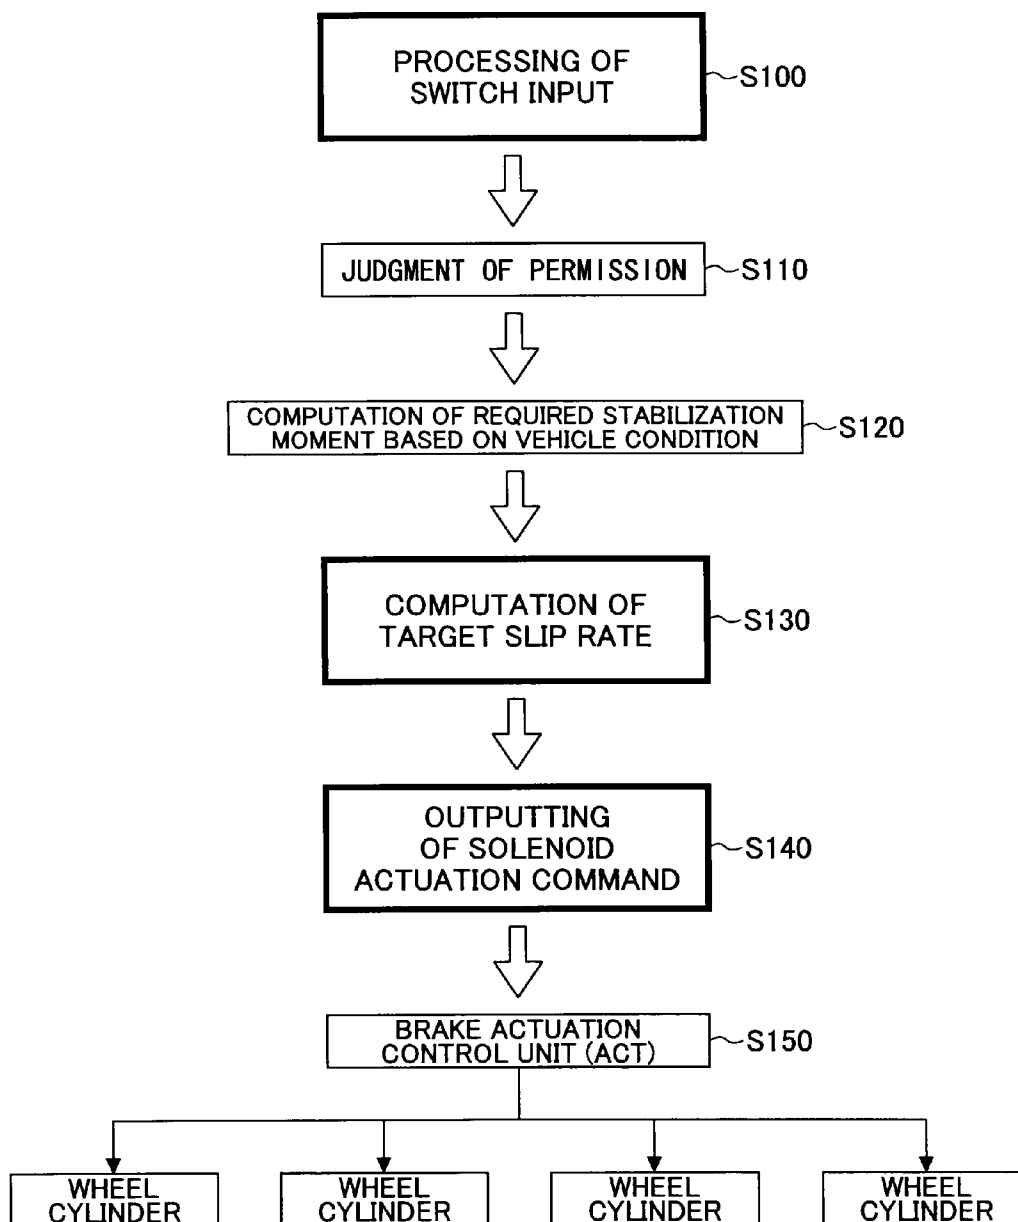 PROCESSING OF
SWITCH INPUT
S100
JUDGMENT OF PERMISSION
S110
COMPUTATION OF REQUIRED STABILIZATION
MOMENT BASED ON VEHICLE CONDITION
S120
COMPUTATION OF
TARGET SLIP RATE
S130
OUTPUTTING
OF SOLENOID
ACTUATION COMMAND
S140
BRAKE ACTUATION
CONTROL UNIT (ACT)
S150
WHEEL
CYLINDER
WHEEL
CYLINDER
WHEEL
CYLINDER
WHEEL
CYLINDER